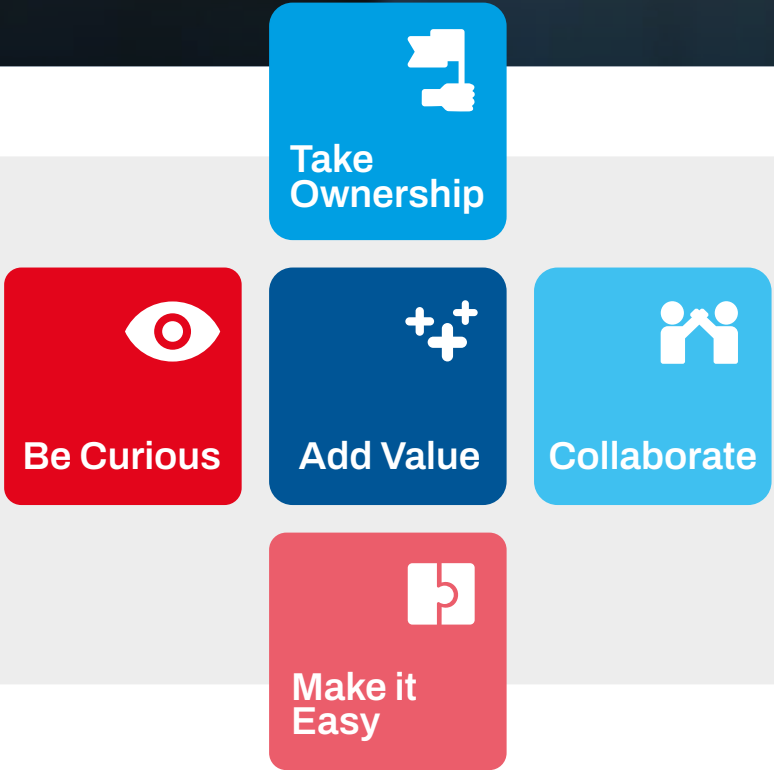 Take
Ownership
Be Curious
Add Value
Collaborate
Make it
Easy